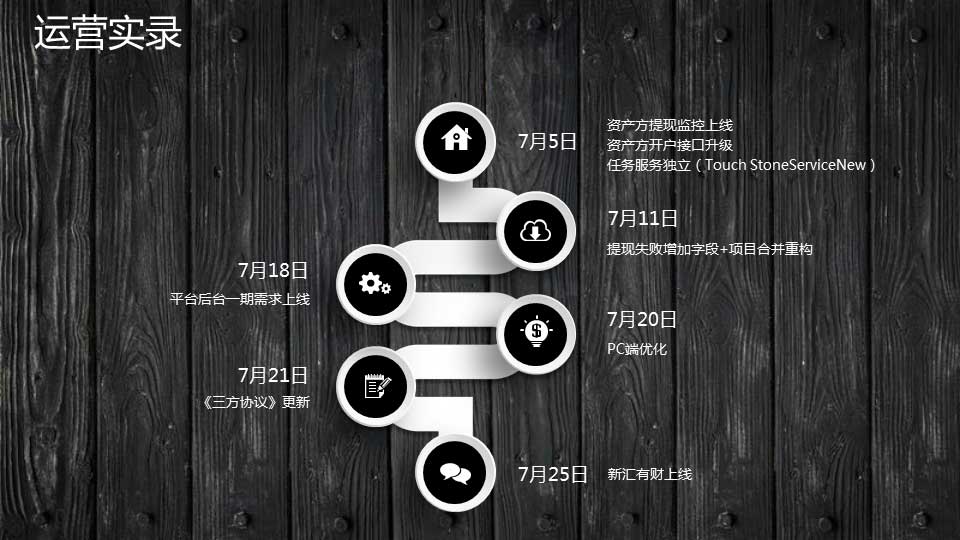 运营实录
7月5日
资产方提现监控上线
资产方开户接口升级
任务服务独立（Touch StoneServiceNew）
7月11日
提现失败增加字段+项目合并重构
7月18日
平台后台一期需求上线
7月20日
PC端优化
7月21日
《三方协议》更新
7月25日
新汇有财上线